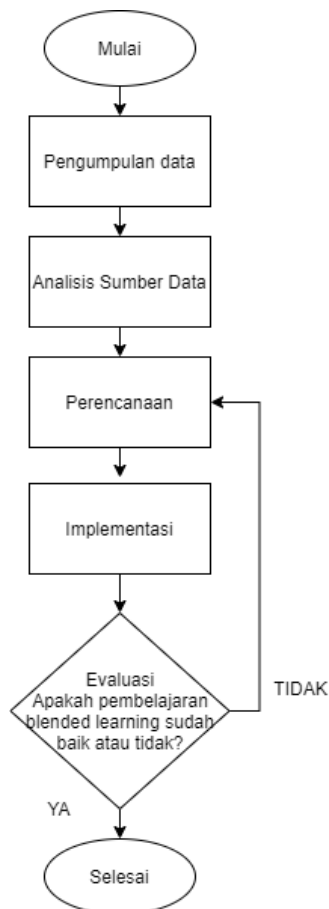 Mulai
Pengumpulan data
Analisis Sumber Data
Perencanaan
Implementasi
Evaluasi
Apakah pembelajaran
blended learning sudah
baik atau tidak?
TIDAK
YA
Selesai